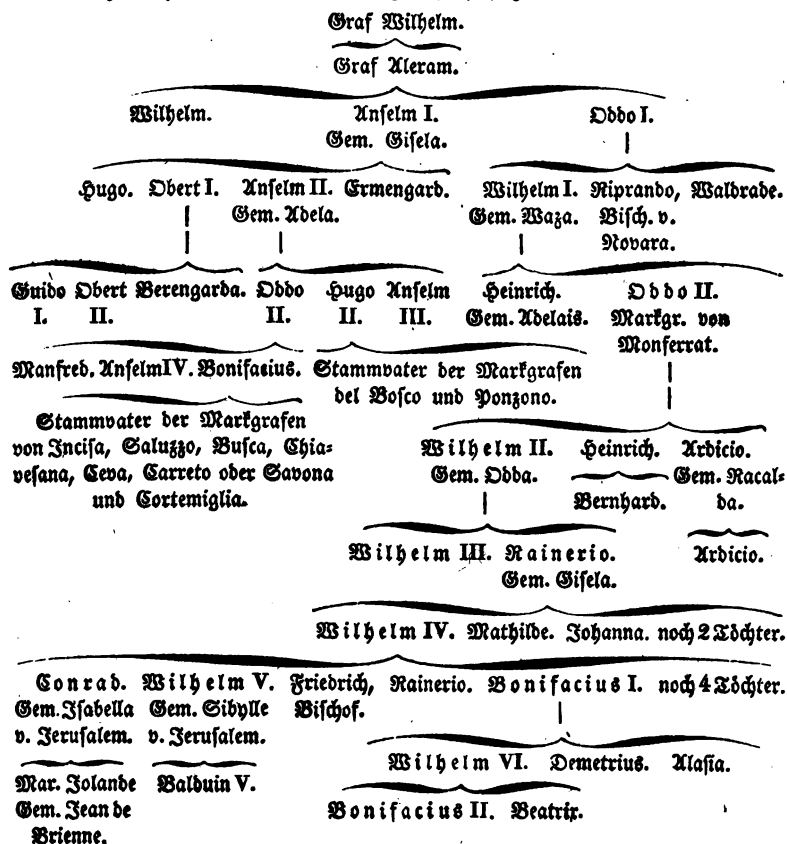 Graf Wilhelm.
Graf Aleram.
Wilhelm. Anselm I. Oddo I.
Gem. Gisela.
Hugo. Obert I. Anselm II. Ermengard. Wilhelm I. Riprando, Waldrade.
Gem. Adela. Gem. Waza. Bisch. v.
Novara.
Guido Obert Berengarda. Oddo Hugo Anselm Heinrich. Oddo II.
I. II. II. II. III. Gem. Adelais. Markgr. von
Monferrat.
Manfred. Anselm IV. Bonifacius. Stammvater der Markgrafen
del Bosco und Ponzono.
Stammvater der Markgrafen
von Incisa, Saluzzo, Busca, Chia-
vesana, Ceva, Carreto oder Savona
und Cortemiglia.
Wilhelm II. Heinrich. Ardicio.
Gem. Odda. Gem. Racal-
Bernhard. da.
Wilhelm III. Rainerio. Ardicio.
Gem. Gisela.
Wilhelm IV. Mathilde. Johanna. noch 2 Töchter.
Conrad. Wilhelm V. Friedrich, Rainerio. Bonifacius I. noch 4 Töchter.
Gem. Isabella Gem. Sibylle Bischof.
v. Jerusalem. v. Jerusalem.
Wilhelm VI. Demetrius. Alasia.
Mar. Jolande Balduin V.
Gem. Jean de Bonifacius II. Beatrix.
Brienne.